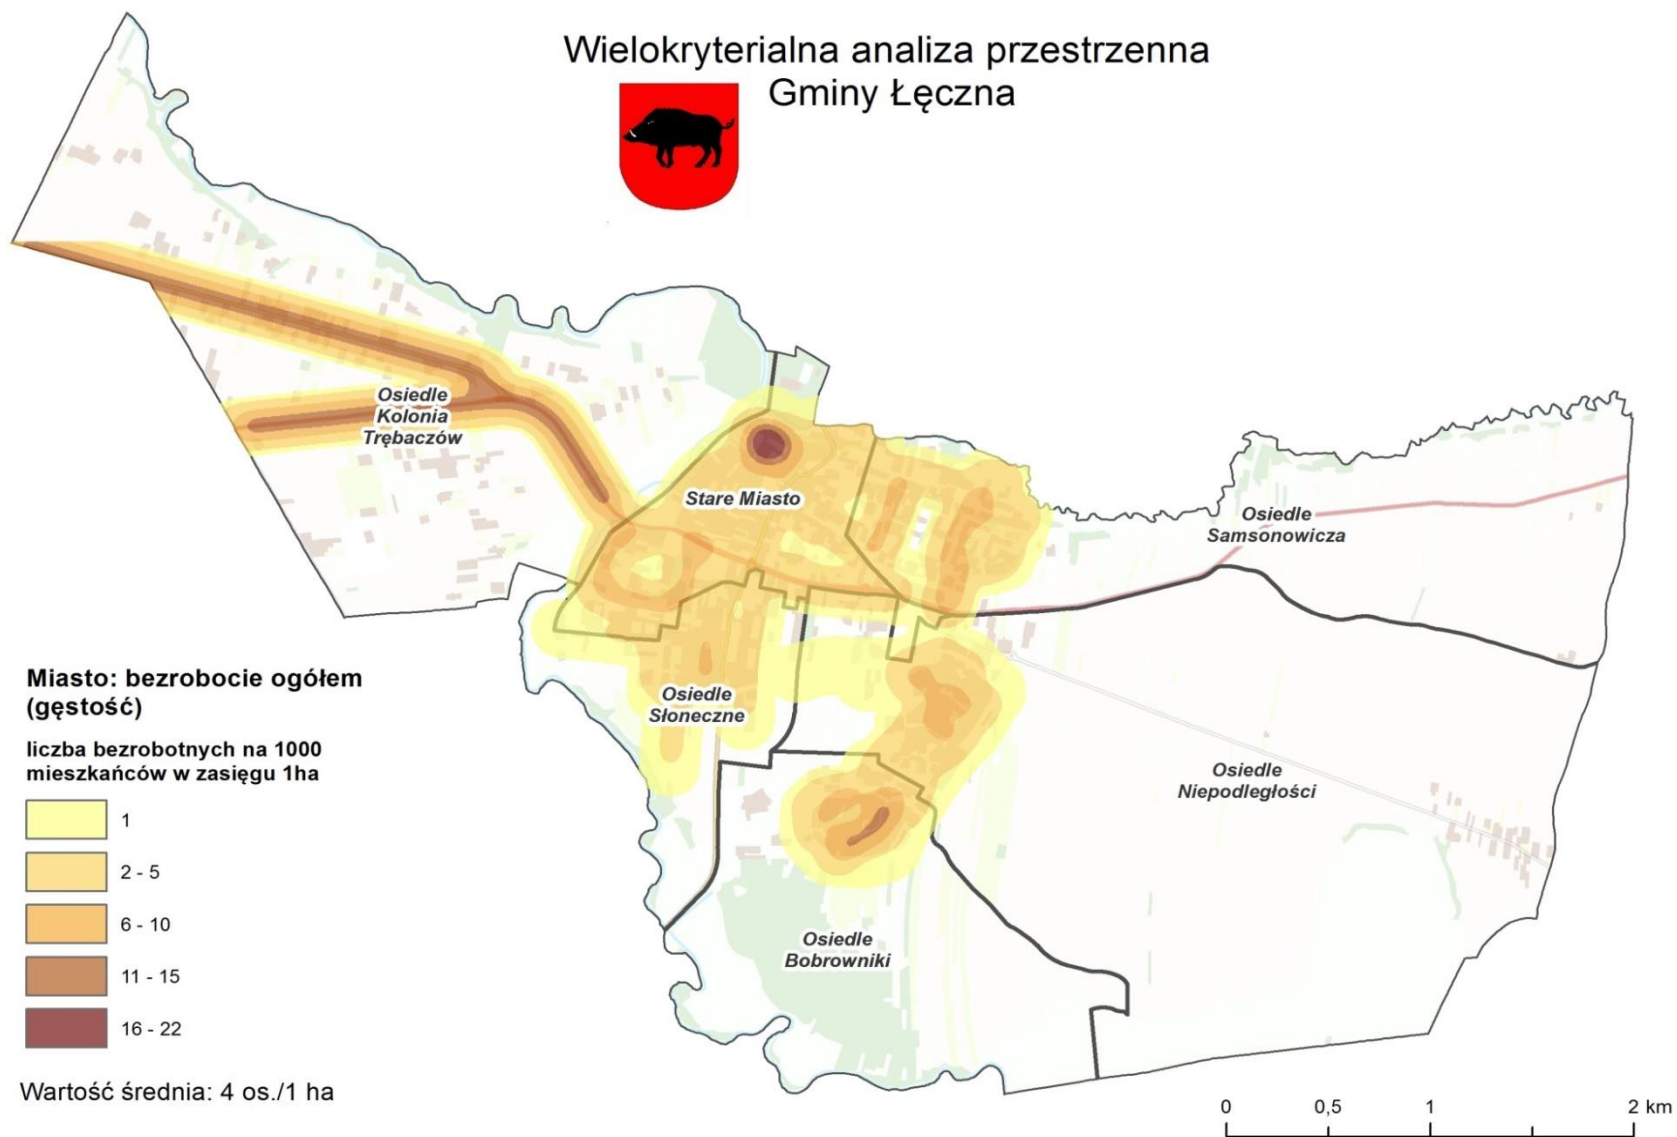 Wielokryterialna analiza przestrzenna
Gminy Łęczna
Osiedle
Kolonia
Trębaczów
Stare Miasto
Osiedle
Samsonowicza
Osiedle
Słoneczne
Osiedle
Niepodległości
Osiedle
Bobrowniki
Miasto: bezrobocie ogółem
(gęstość)
liczba bezrobotnych na 1000
mieszkańców w zasięgu 1ha
1
2 - 5
6 - 10
11 - 15
16 - 22
Wartość średnia: 4 os./1 ha
0 0,5 1 2 km